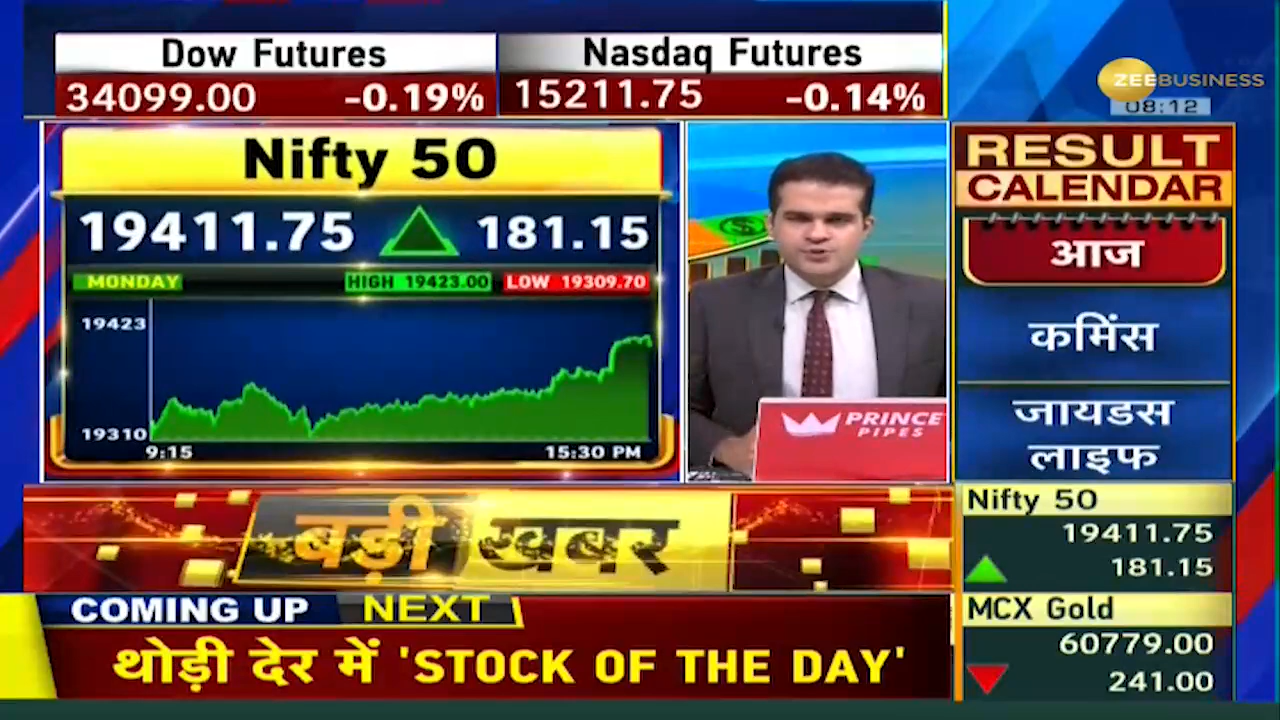 Dow Futures
34099.00 -0.19%
Nasdaq Futures
15211.75 -0.14%
ZEEBUSINESS
08:12
Nifty 50
19411.75 181.15
MONDAY HIGH 19423.00 LOW 19309.70
19423
19310
9:15 15:30 PM
PRINCE
PIPES
RESULT
CALENDAR
आज
कमिंस
जायडस
लाइफ
Nifty 50
19411.75
181.15
MCX Gold
60779.00
241.00
बड़ी खबर
COMING UP NEXT
थोड़ी देर में 'STOCK OF THE DAY'